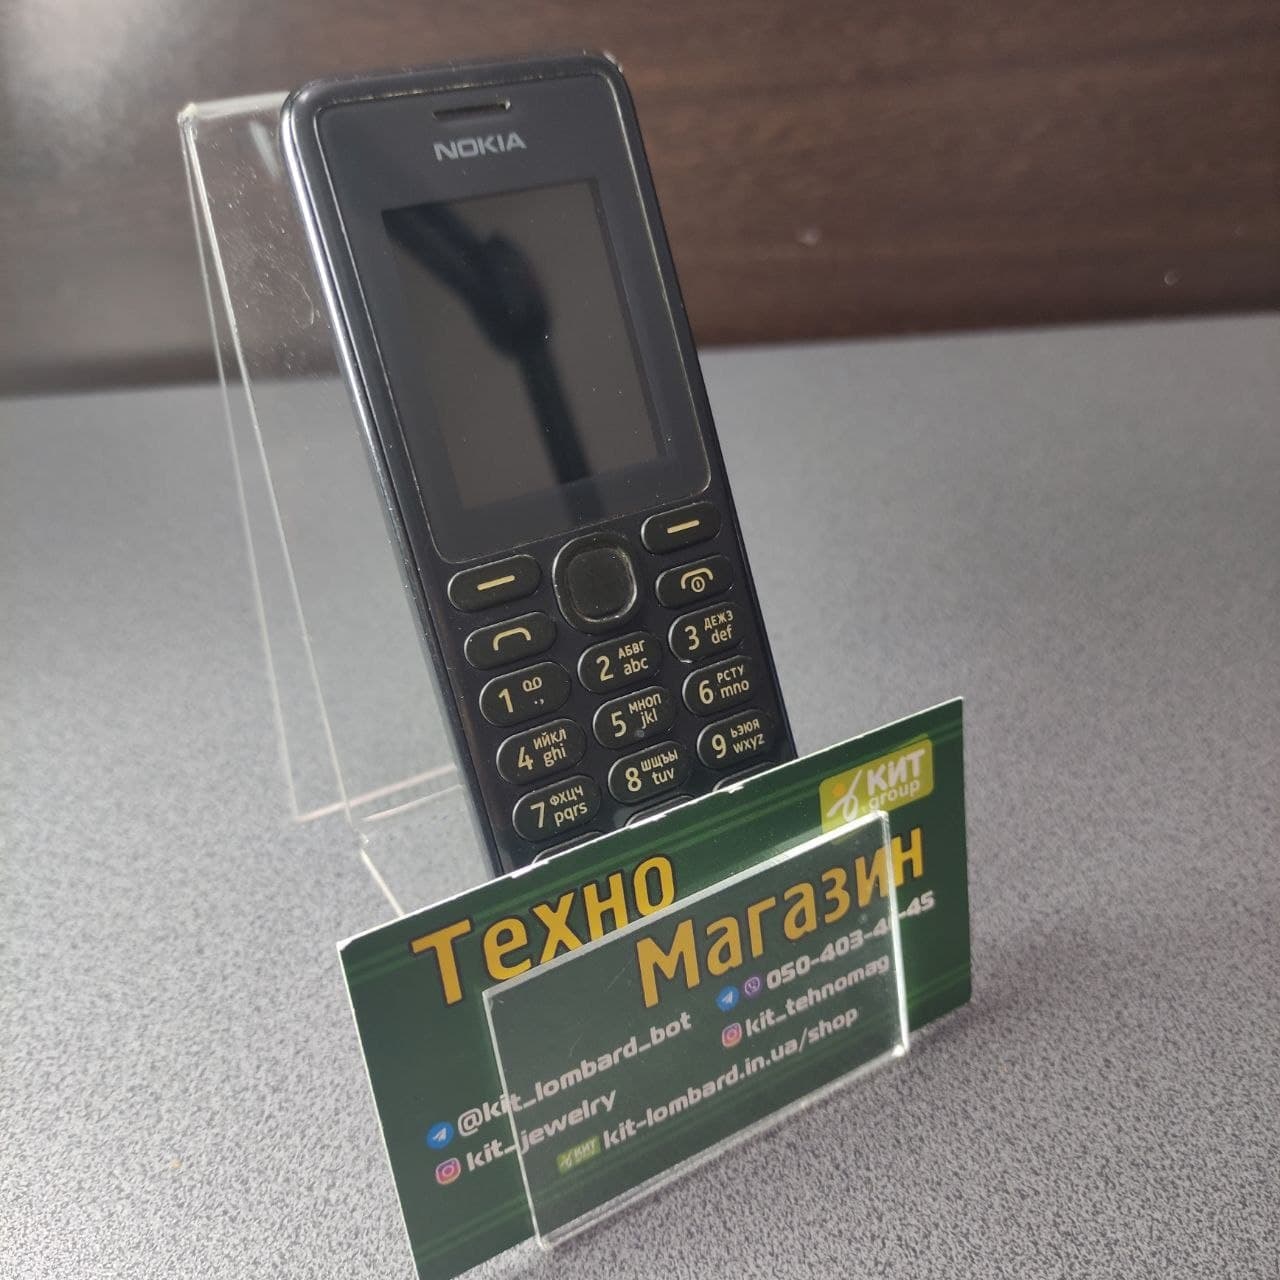 NOKIA
1 .,
2 АБВГ abc
3 ДЕЖЗ def
4 ИЙКЛ ghi
5 МНОП jkl
6 РСТУ mno
7 ФХЦЧ pqrs
8 ШЩЪЫ tuv
9 ЬЭЮЯ wxyz
КИТ
group
Техно
Магазин
@kit_lombard_bot
kit_jewelry
kit_tehnomag
kit-lombard.in.ua/shop
КИТ